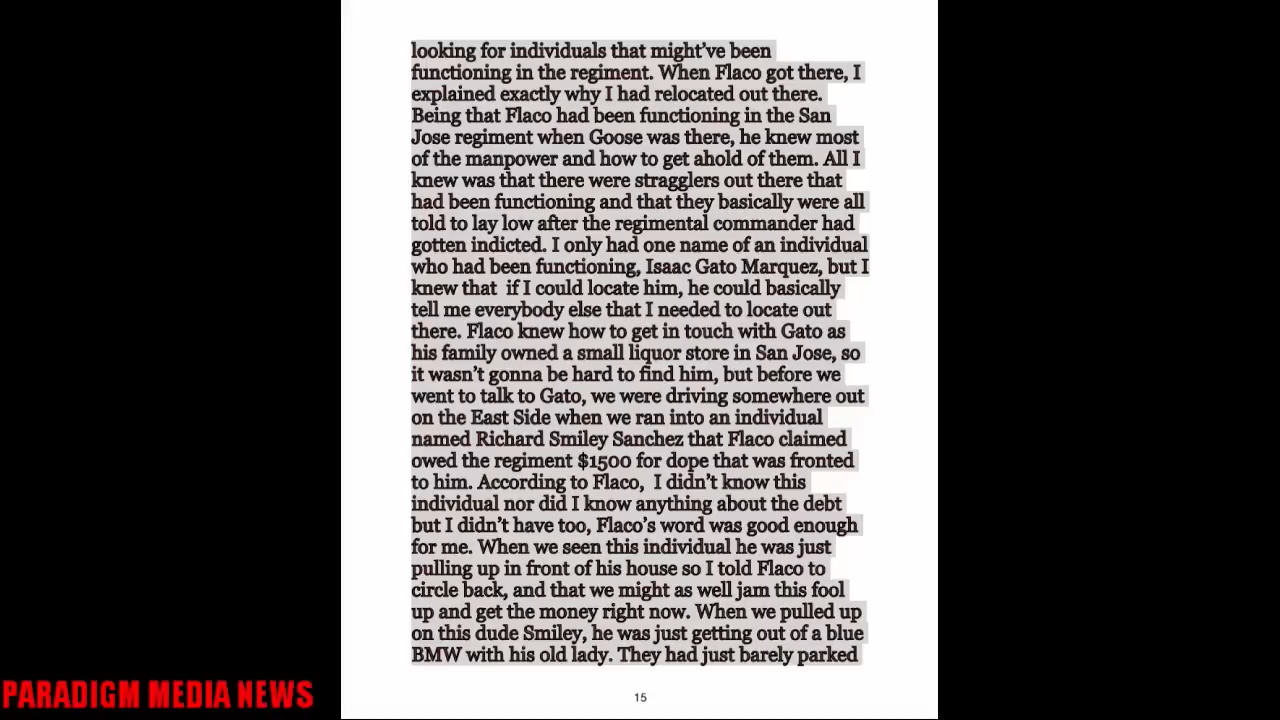 looking for individuals that might’ve been
functioning in the regiment. When Flaco got there, I
explained exactly why I had relocated out there.
Being that Flaco had been functioning in the San
Jose regiment when Goose was there, he knew most
of the manpower and how to get ahold of them. All I
knew was that there were stragglers out there that
had been functioning and that they basically were all
told to lay low after the regimental commander had
gotten indicted. I only had one name of an individual
who had been functioning, Isaac Gato Marquez, but I
knew that  if I could locate him, he could basically
tell me everybody else that I needed to locate out
there. Flaco knew how to get in touch with Gato as
his family owned a small liquor store in San Jose, so
it wasn’t gonna be hard to find him, but before we
went to talk to Gato, we were driving somewhere out
on the East Side when we ran into an individual
named Richard Smiley Sanchez that Flaco claimed
owed the regiment $1500 for dope that was fronted
to him. According to Flaco,  I didn’t know this
individual nor did I know anything about the debt
but I didn’t have too, Flaco’s word was good enough
for me. When we seen this individual he was just
pulling up in front of his house so I told Flaco to
circle back, and that we might as well jam this fool
up and get the money right now. When we pulled up
on this dude Smiley, he was just getting out of a blue
BMW with his old lady. They had just barely parked
15
PARADIGM MEDIA NEWS